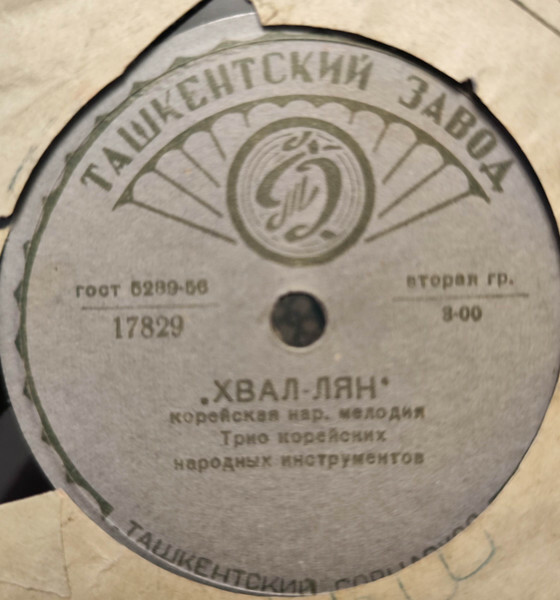 ТАШКЕНТСКИЙ ЗАВОД
гост 5289-56
вторая гр.
17829
8-00
„ХВАЛ-ЛЯН"
корейская нар. мелодия
Трио корейских
народных инструментов
ТАШКЕНТСКИЙ